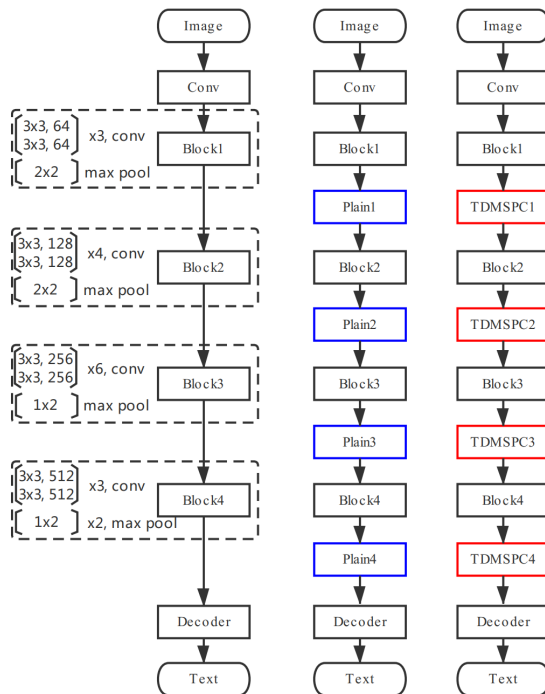 Image
Image
Image
Conv
Conv
Conv
3x3, 64
3x3, 64
x3, conv
Block1
Block1
Block1
2x2
max pool
Plain1
TDMSPC1
3x3, 128
3x3, 128
x4, conv
Block2
Block2
Block2
2x2
max pool
Plain2
TDMSPC2
3x3, 256
3x3, 256
x6, conv
Block3
Block3
Block3
1x2
max pool
Plain3
TDMSPC3
3x3, 512
3x3, 512
x3, conv
Block4
Block4
Block4
1x2
x2, max pool
Plain4
TDMSPC4
Decoder
Decoder
Decoder
Text
Text
Text